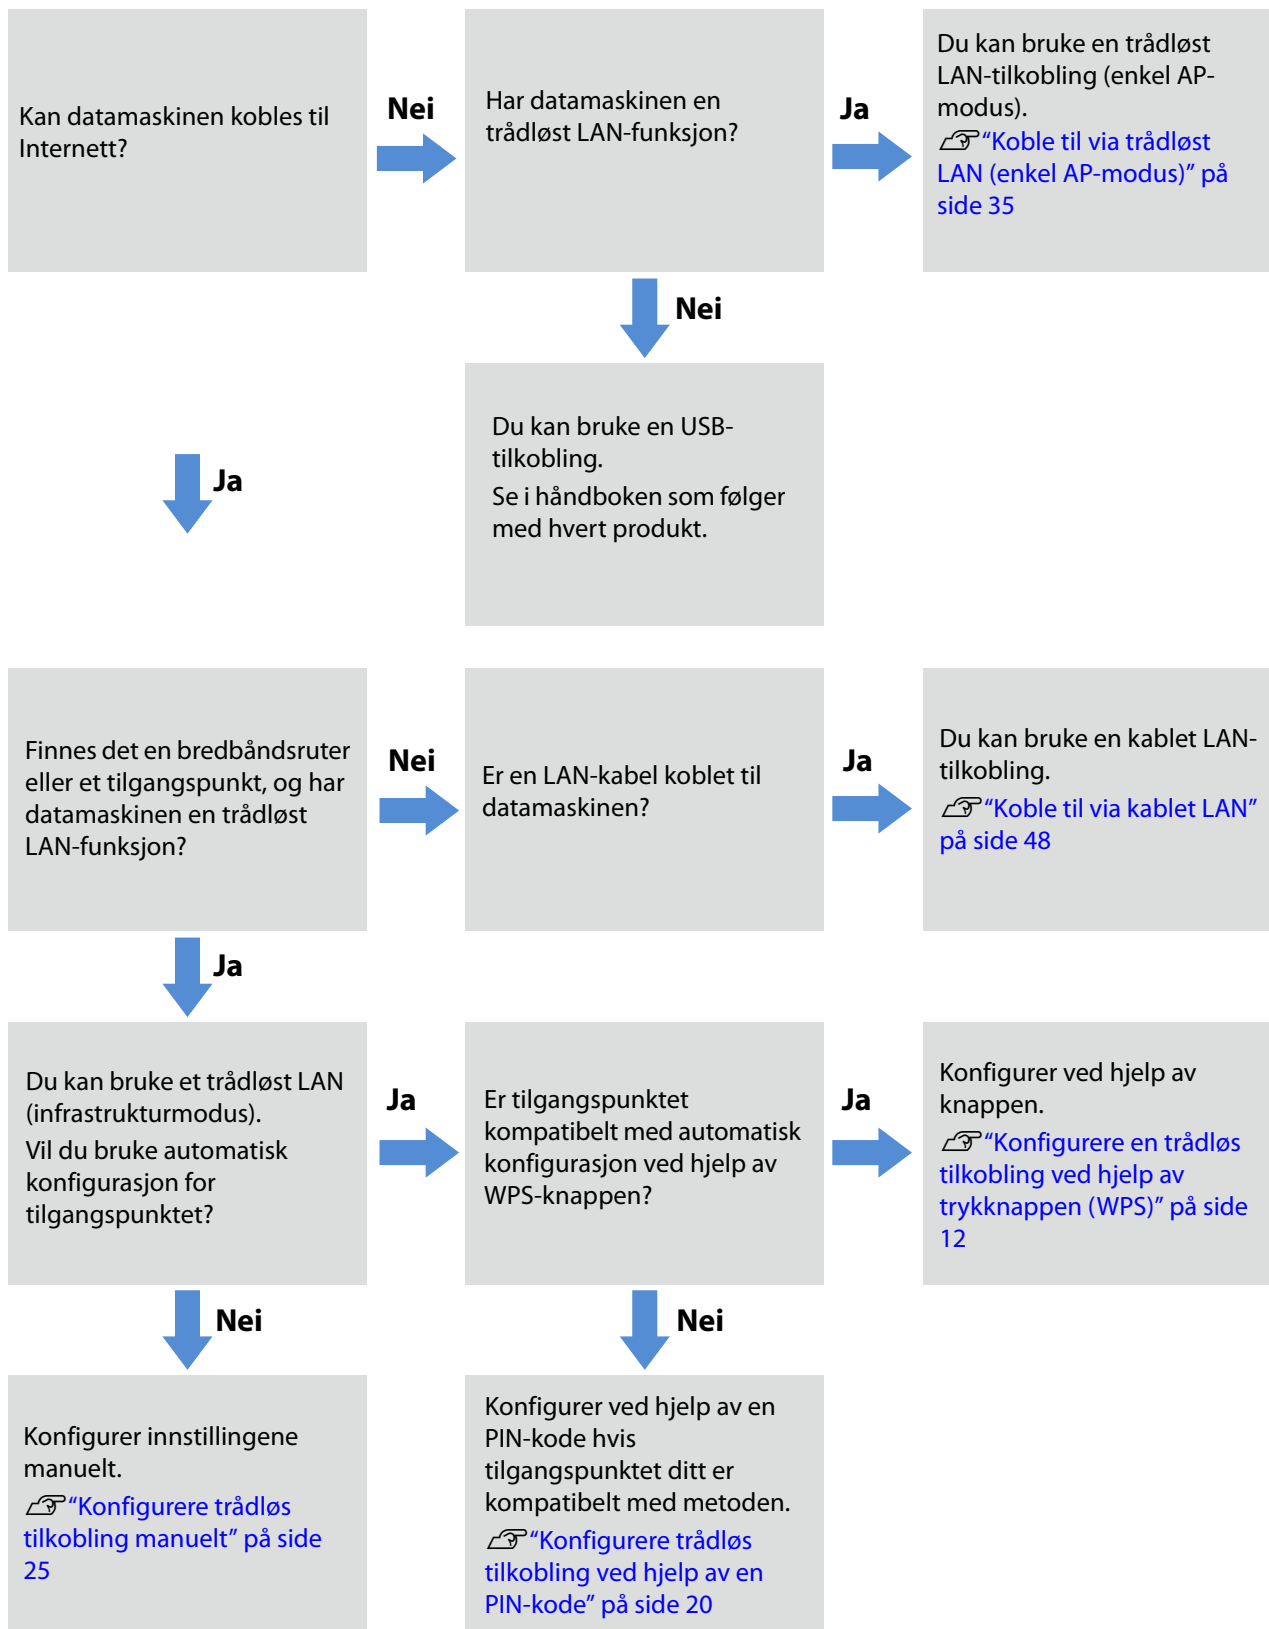 Kan datamaskinen kobles til
Internett?
Nei
Har datamaskinen en
trådløst LAN-funksjon?
Ja
Du kan bruke en trådløst
LAN-tilkobling (enkel AP-
modus).
“Koble til via trådløst
LAN (enkel AP-modus)” på
side 35
Nei
Du kan bruke en USB-
tilkobling.
Se i håndboken som følger
med hvert produkt.
Ja
Finnes det en bredbåndsruter
eller et tilgangspunkt, og har
datamaskinen en trådløst
LAN-funksjon?
Nei
Er en LAN-kabel koblet til
datamaskinen?
Ja
Du kan bruke en kablet LAN-
tilkobling.
“Koble til via kablet LAN”
på side 48
Ja
Du kan bruke et trådløst LAN
(infrastrukturmodus).
Vil du bruke automatisk
konfigurasjon for
tilgangspunktet?
Ja
Er tilgangspunktet
kompatibelt med automatisk
konfigurasjon ved hjelp av
WPS-knappen?
Ja
Konfigurer ved hjelp av
knappen.
“Konfigurere en trådløs
tilkobling ved hjelp av
trykknappen (WPS)” på side
12
Nei
Konfigurer innstillingene
manuelt.
“Konfigurere trådløs
tilkobling manuelt” på side
25
Nei
Konfigurer ved hjelp av en
PIN-kode hvis
tilgangspunktet ditt er
kompatibelt med metoden.
“Konfigurere trådløs
tilkobling ved hjelp av en
PIN-kode” på side 20